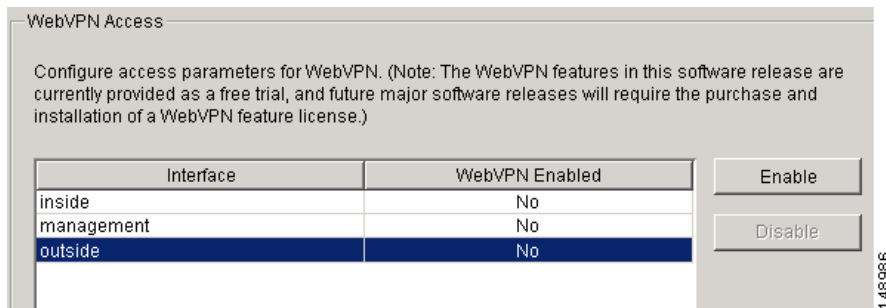 WebVPN Access
Configure access parameters for WebVPN. (Note: The WebVPN features in this software release are
currently provided as a free trial, and future major software releases will require the purchase and
installation of a WebVPN feature license.)
Interface WebVPN Enabled
inside No
management No
outside No
Enable
Disable
148986